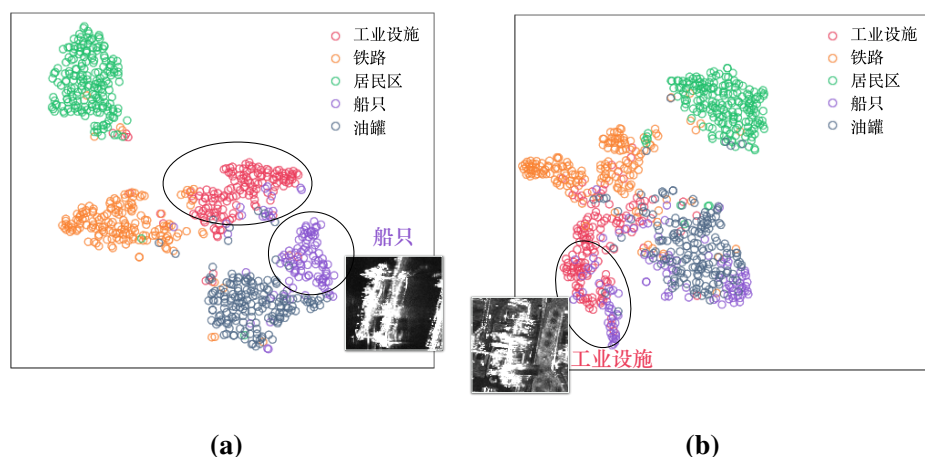 工业设施
铁路
居民区
船只
油罐
船只
(a)
工业设施
铁路
居民区
船只
油罐
工业设施
(b)